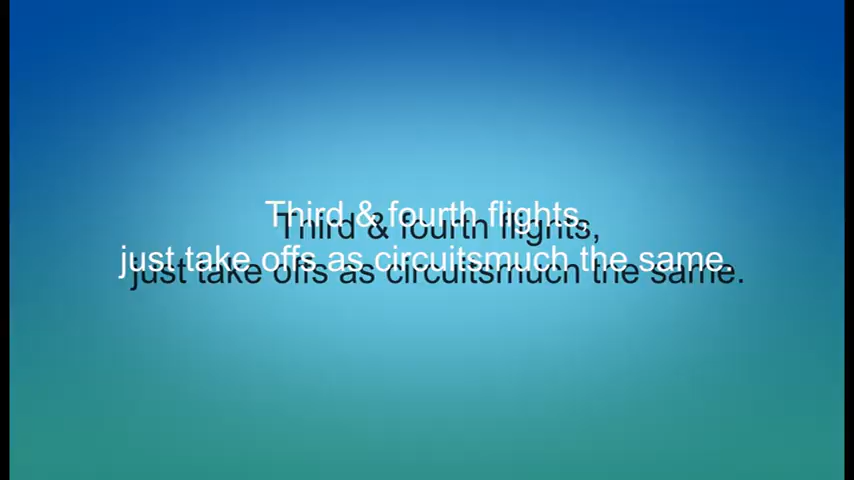 Third & fourth flights,
just take offs as circuitsmuch the same.